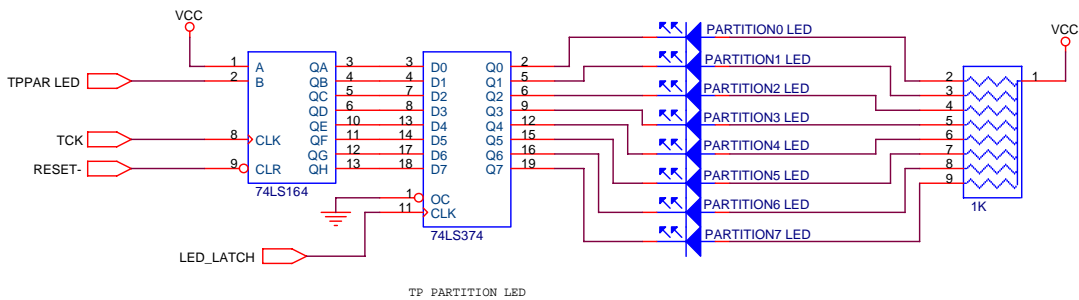 VCC
TPPAR LED
TCK
RESET-
1 A QA 3
2 B QB 4
QC 5
QD 6
QE 10
8 CLK QF 11
QG 12
9 CLR QH 13
74LS164
3 D0 Q0 2
4 D1 Q1 5
7 D2 Q2 6
8 D3 Q3 9
13 D4 Q4 12
14 D5 Q5 15
17 D6 Q6 16
18 D7 Q7 19
1 OC
11 CLK
74LS374
LED_LATCH
PARTITION0 LED
PARTITION1 LED
PARTITION2 LED
PARTITION3 LED
PARTITION4 LED
PARTITION5 LED
PARTITION6 LED
PARTITION7 LED
VCC
2 1
3
4
5
6
7
8
9
1K
TP PARTITION LED